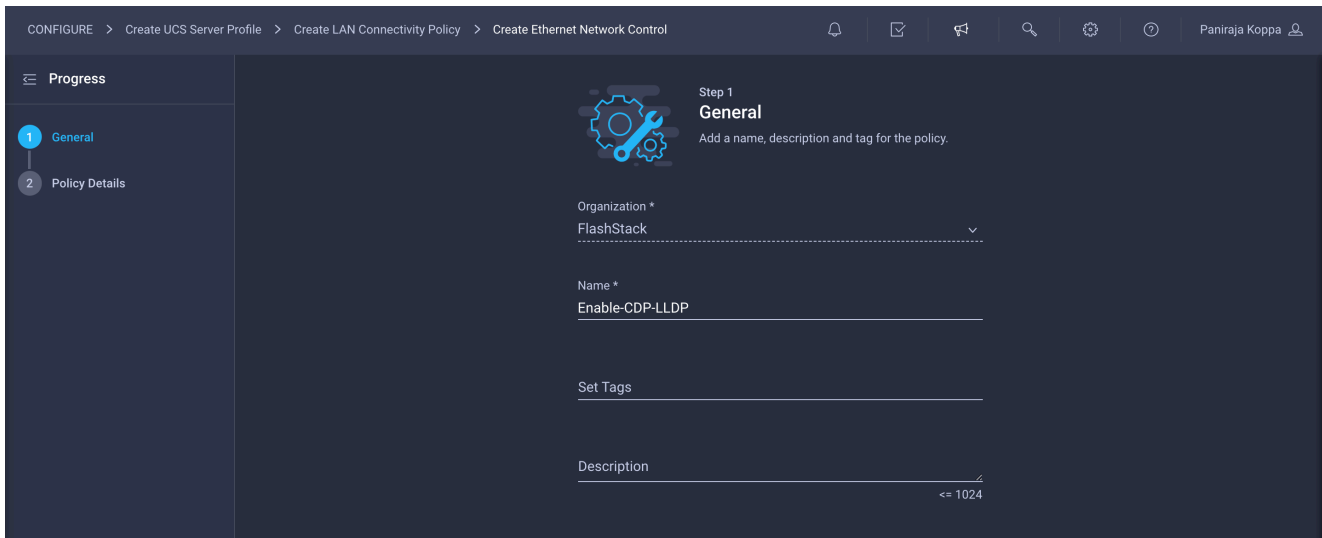 CONFIGURE > Create UCS Server Profile > Create LAN Connectivity Policy > Create Ethernet Network Control
Paniraja Koppa
Progress
1 General
2 Policy Details
Step 1
General
Add a name, description and tag for the policy.
Organization *
FlashStack
Name *
Enable-CDP-LLDP
Set Tags
Description
<= 1024